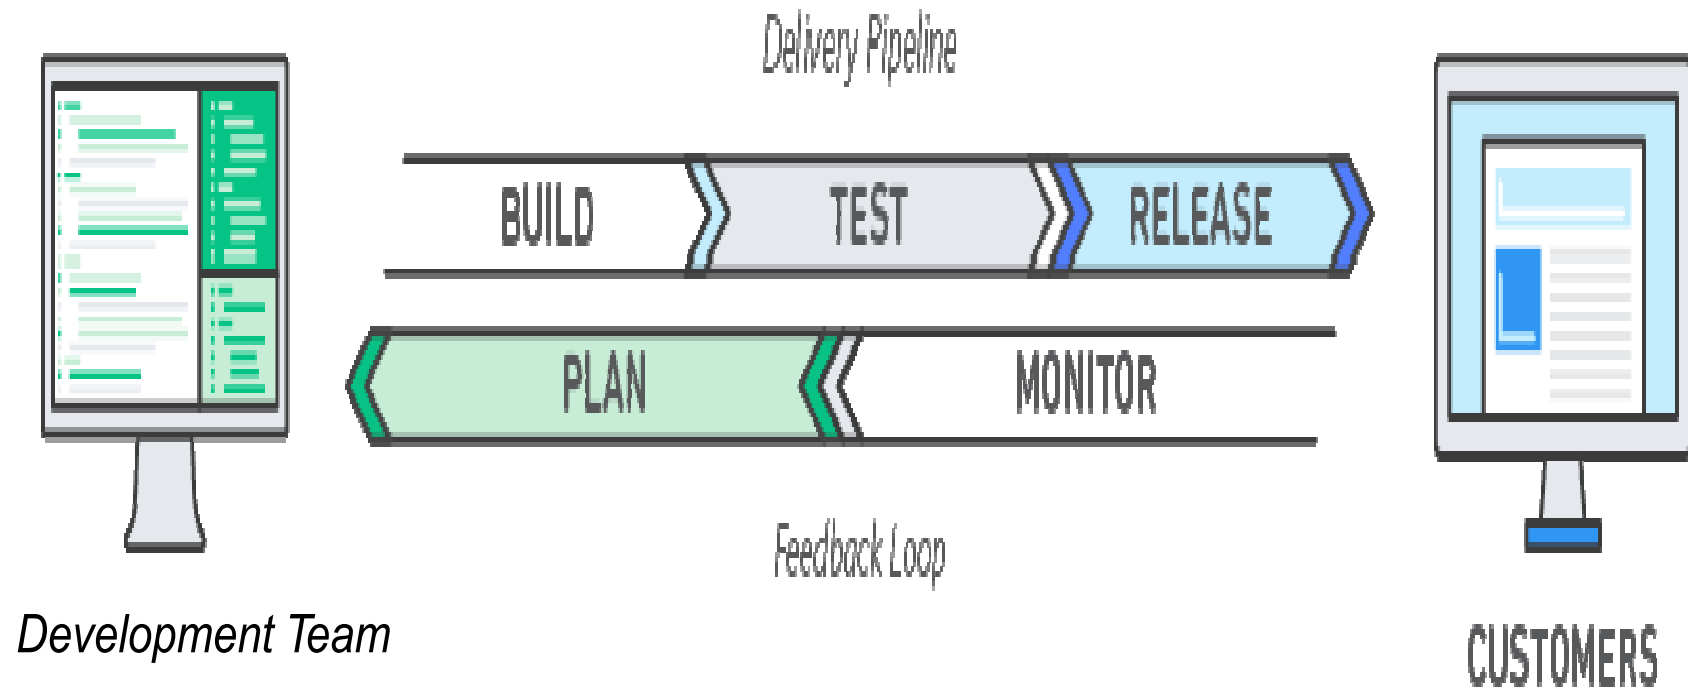 Delivery Pipeline
BUILD
TEST
RELEASE
PLAN
MONITOR
Feedback Loop
Development Team
CUSTOMERS